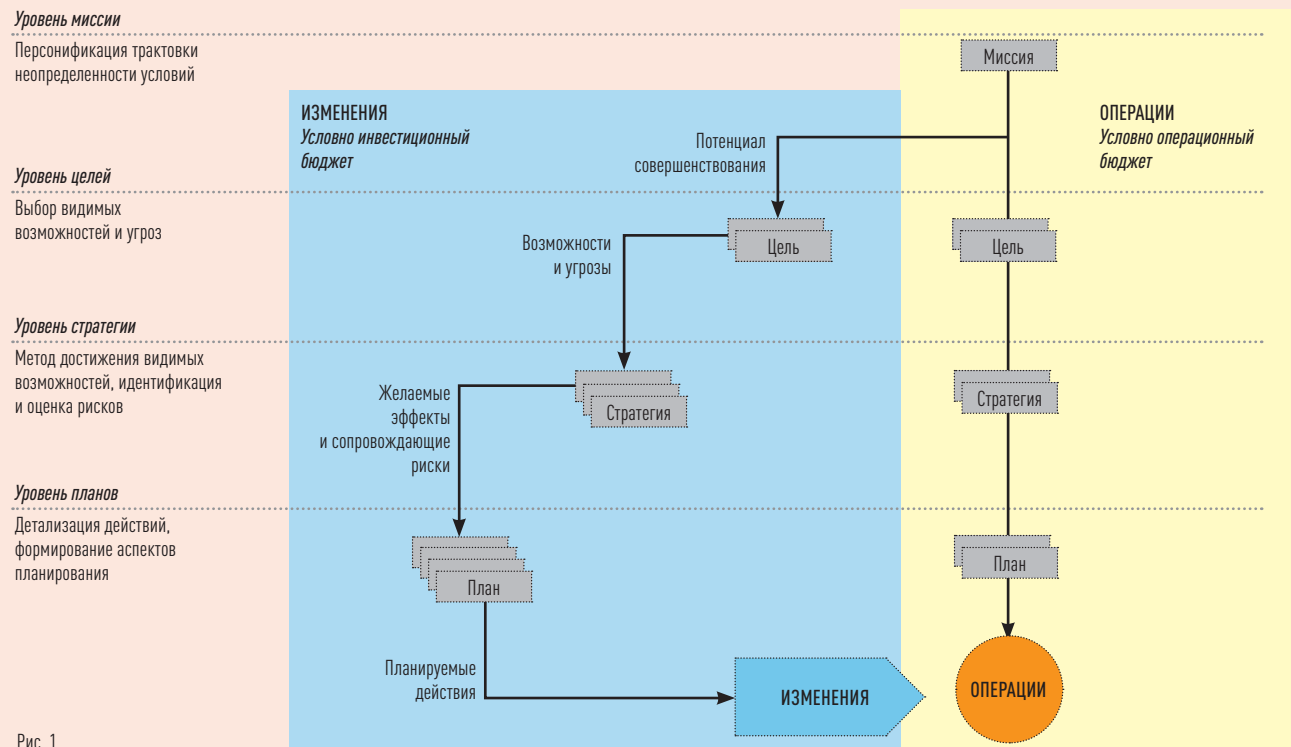 Уровень миссии
Персонификация трактовки
неопределенности условий
Миссия
ИЗМЕНЕНИЯ
Условно инвестиционный
бюджет
Потенциал
совершенствования
ОПЕРАЦИИ
Условно операционный
бюджет
Уровень целей
Выбор видимых
возможностей и угроз
Возможности
и угрозы
Цель
Цель
Уровень стратегии
Метод достижения видимых
возможностей, идентификация
и оценка рисков
Желаемые
эффекты
и сопровождающие
риски
Стратегия
Стратегия
Уровень планов
Детализация действий,
формирование аспектов
планирования
План
План
Планируемые
действия
ИЗМЕНЕНИЯ
ОПЕРАЦИИ
Рис. 1